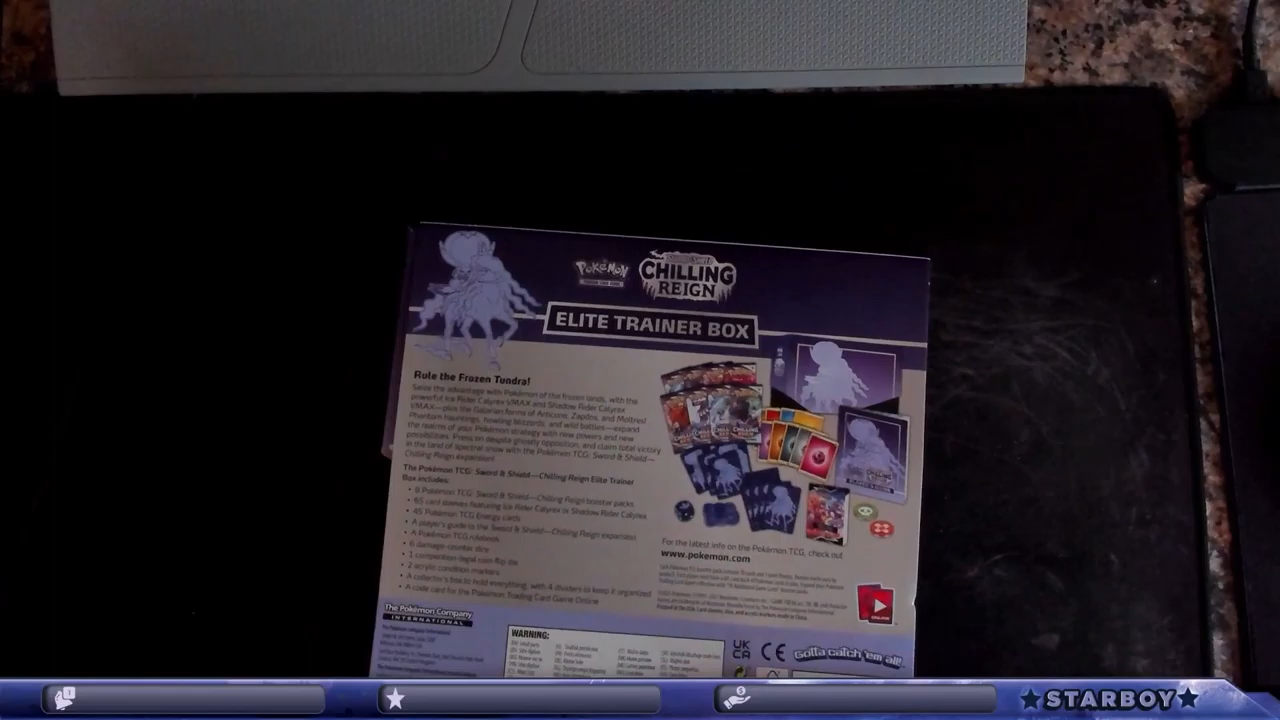 Pokémon
CHILLING
REIGN
ELITE TRAINER BOX
Rule the Frozen Tundra!
Seize the advantage with Pokémon of the frozen lands, with the
powerful Ice Rider Calyrex VMAX and Shadow Rider Calyrex
VMAX—plus the Galarian forms of Articuno, Zapdos, and Moltres!
Phantom hauntings, howling blizzards, and wild battles—expand
the realms of your Pokémon strategy with new powers and new
possibilities. Press on despite ghostly opposition, and claim total victory
in the land of spectral snow with the Pokémon TCG: Sword & Shield—
Chilling Reign expansion!
The Pokémon TCG: Sword & Shield—Chilling Reign Elite Trainer
Box includes:
• 8 Pokémon TCG: Sword & Shield—Chilling Reign booster packs
• 65 card sleeves featuring Ice Rider Calyrex or Shadow Rider Calyrex
• 45 Pokémon TCG Energy cards
• A player's guide to the Sword & Shield—Chilling Reign expansion
• A Pokémon TCG rulebook
• 6 damage-counter dice
• 1 competition-legal coin-flip die
• 2 acrylic condition markers
• A collector's box to hold everything, with 4 dividers to keep it organized
• A code card for the Pokémon Trading Card Game Online
For the latest info on the Pokémon TCG, check out
www.pokemon.com
The Pokémon Company
INTERNATIONAL
WARNING:
UK
CA
CE
Gotta catch 'em all!
STARBOY